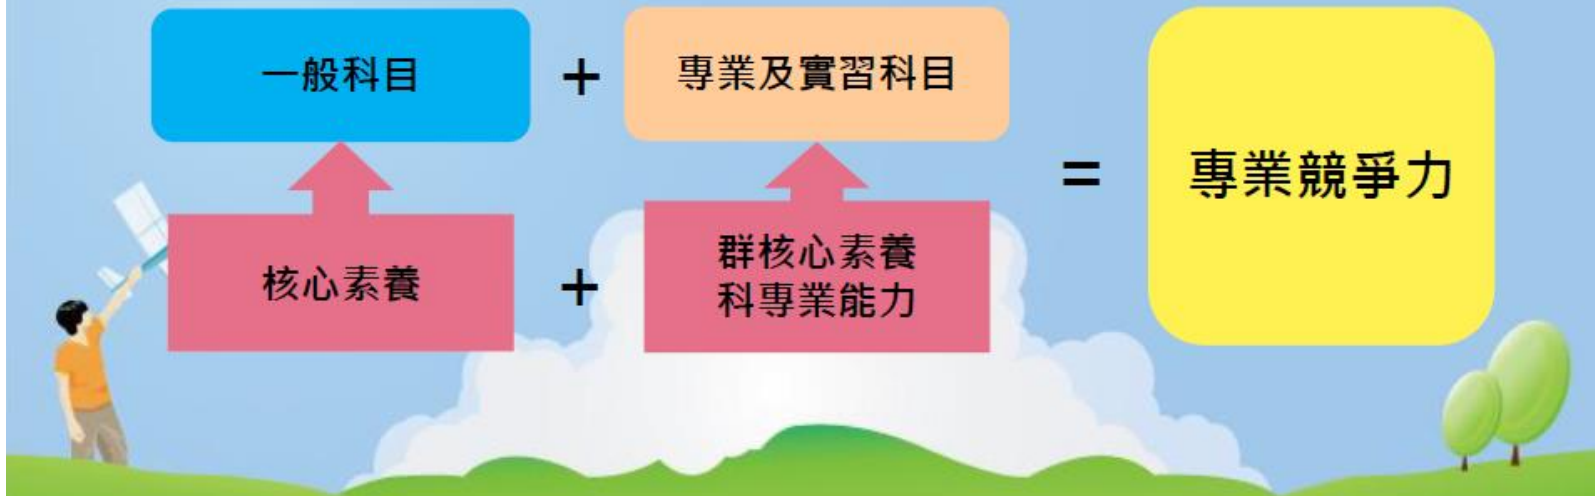 一般科目
+
專業及實習科目
=
專業競爭力
核心素養
+
群核心素養
科專業能力